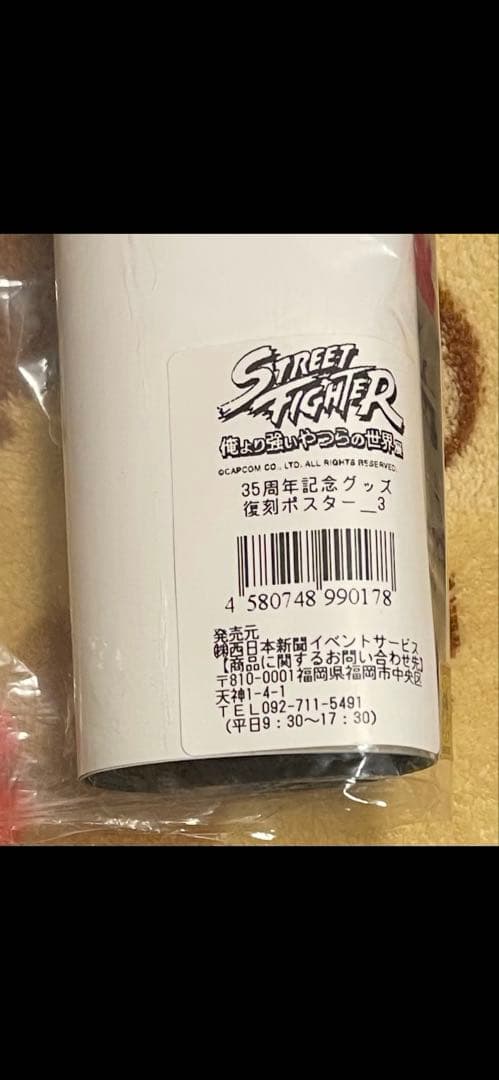 STREET
FIGHTER
俺より強いやつらの世界展
©CAPCOM CO., LTD. ALL RIGHTS RESERVED.
35周年記念グッズ
復刻ポスター＿3
4 580748 990178
発売元
㈱西日本新聞イベントサービス
【商品に関するお問い合わせ先】
〒810-0001福岡県福岡市中央区
天神1-4-1
TEL092-711-5491
(平日9：30～17：30)